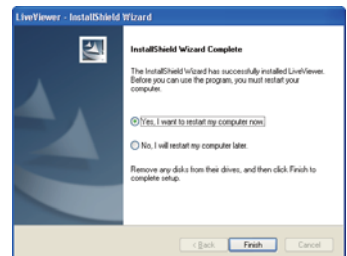 LiveViewer - InstallShield Wizard
InstallShield Wizard Complete
The InstallShield Wizard has successfully installed LiveViewer.
Before you can use the program, you must restart your
computer.
Yes, I want to restart my computer now.
No, I will restart my computer later.
Remove any disks from their drives, and then click Finish to
complete setup.
< Back
Finish
Cancel